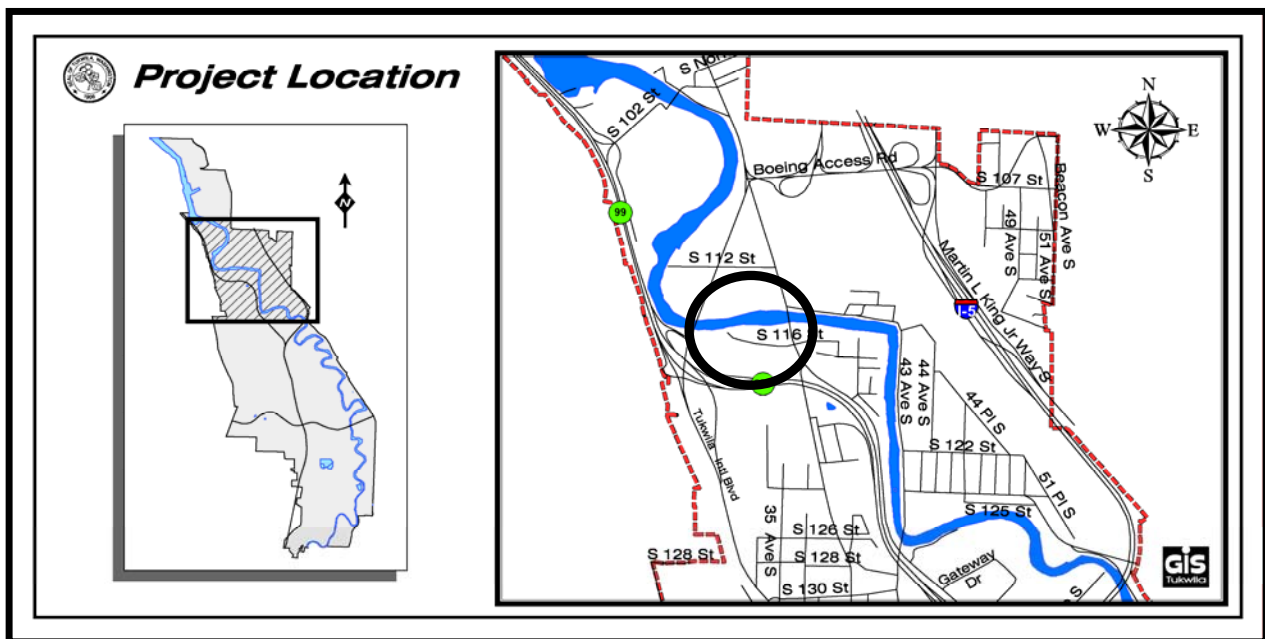 Project Location
N
S Nor
S 102 St
N
W E
S
Boeing Access Rd
S 107 St
Beacon Ave S
49 Ave S
51 Ave S
99
S 112 St
Martin L King Jr Way S
I-5
S 116 St
43 Ave S
44 Ave S
44 Pl S
Tukwila Intl Blvd
S 122 St
51 Pl S
S 125 St
35 Ave S
S 126 St
S 128 St
S 128 St
S 130 St
Gateway
Dr
S
GIS
Tukwila